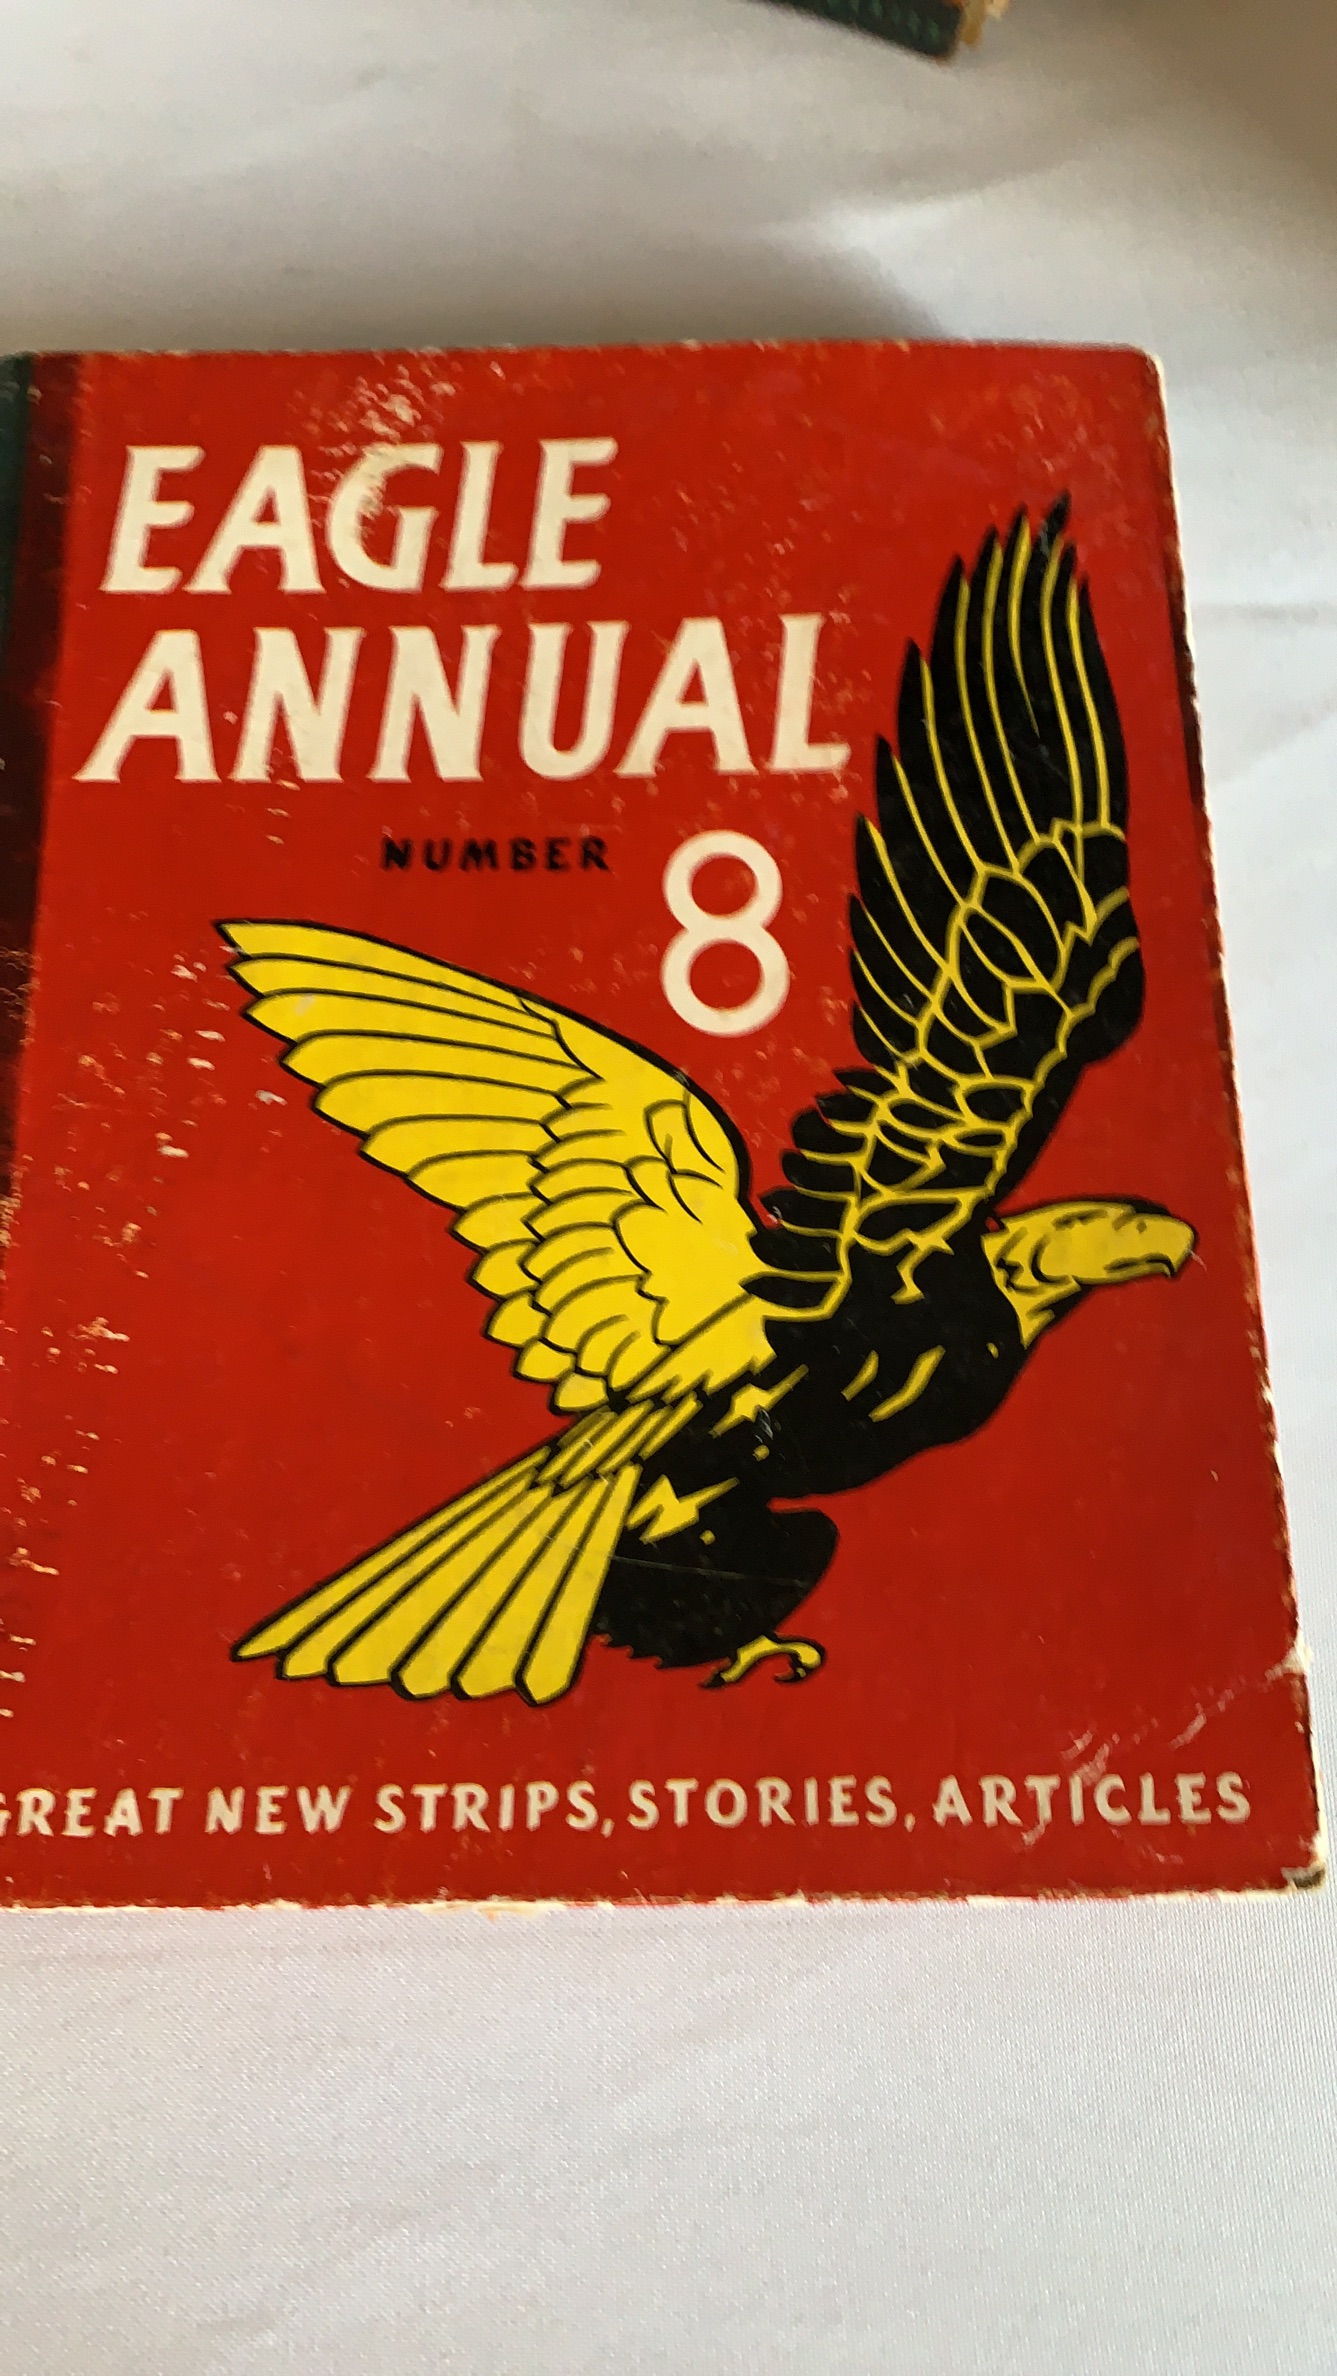 EAGLE
ANNUAL
NUMBER 8
GREAT NEW STRIPS, STORIES, ARTICLES